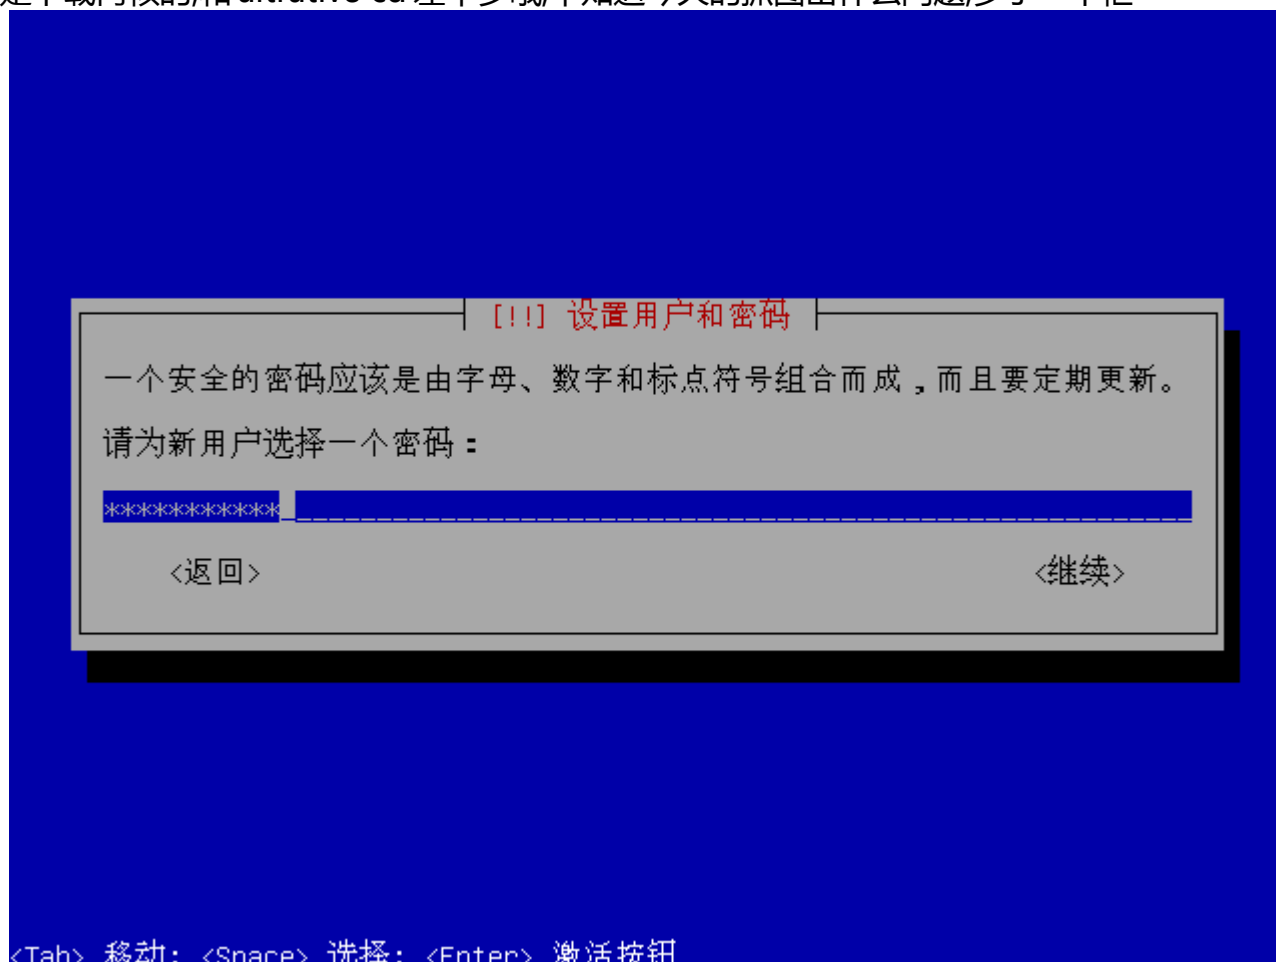 [!!] 设置用户和密码
一个安全的密码应该是由字母、数字和标点符号组合而成，而且要定期更新。
请为新用户选择一个密码：
***********
<返回> <继续>
<Tab> 移动; <Space> 选择; <Enter> 激活按钮